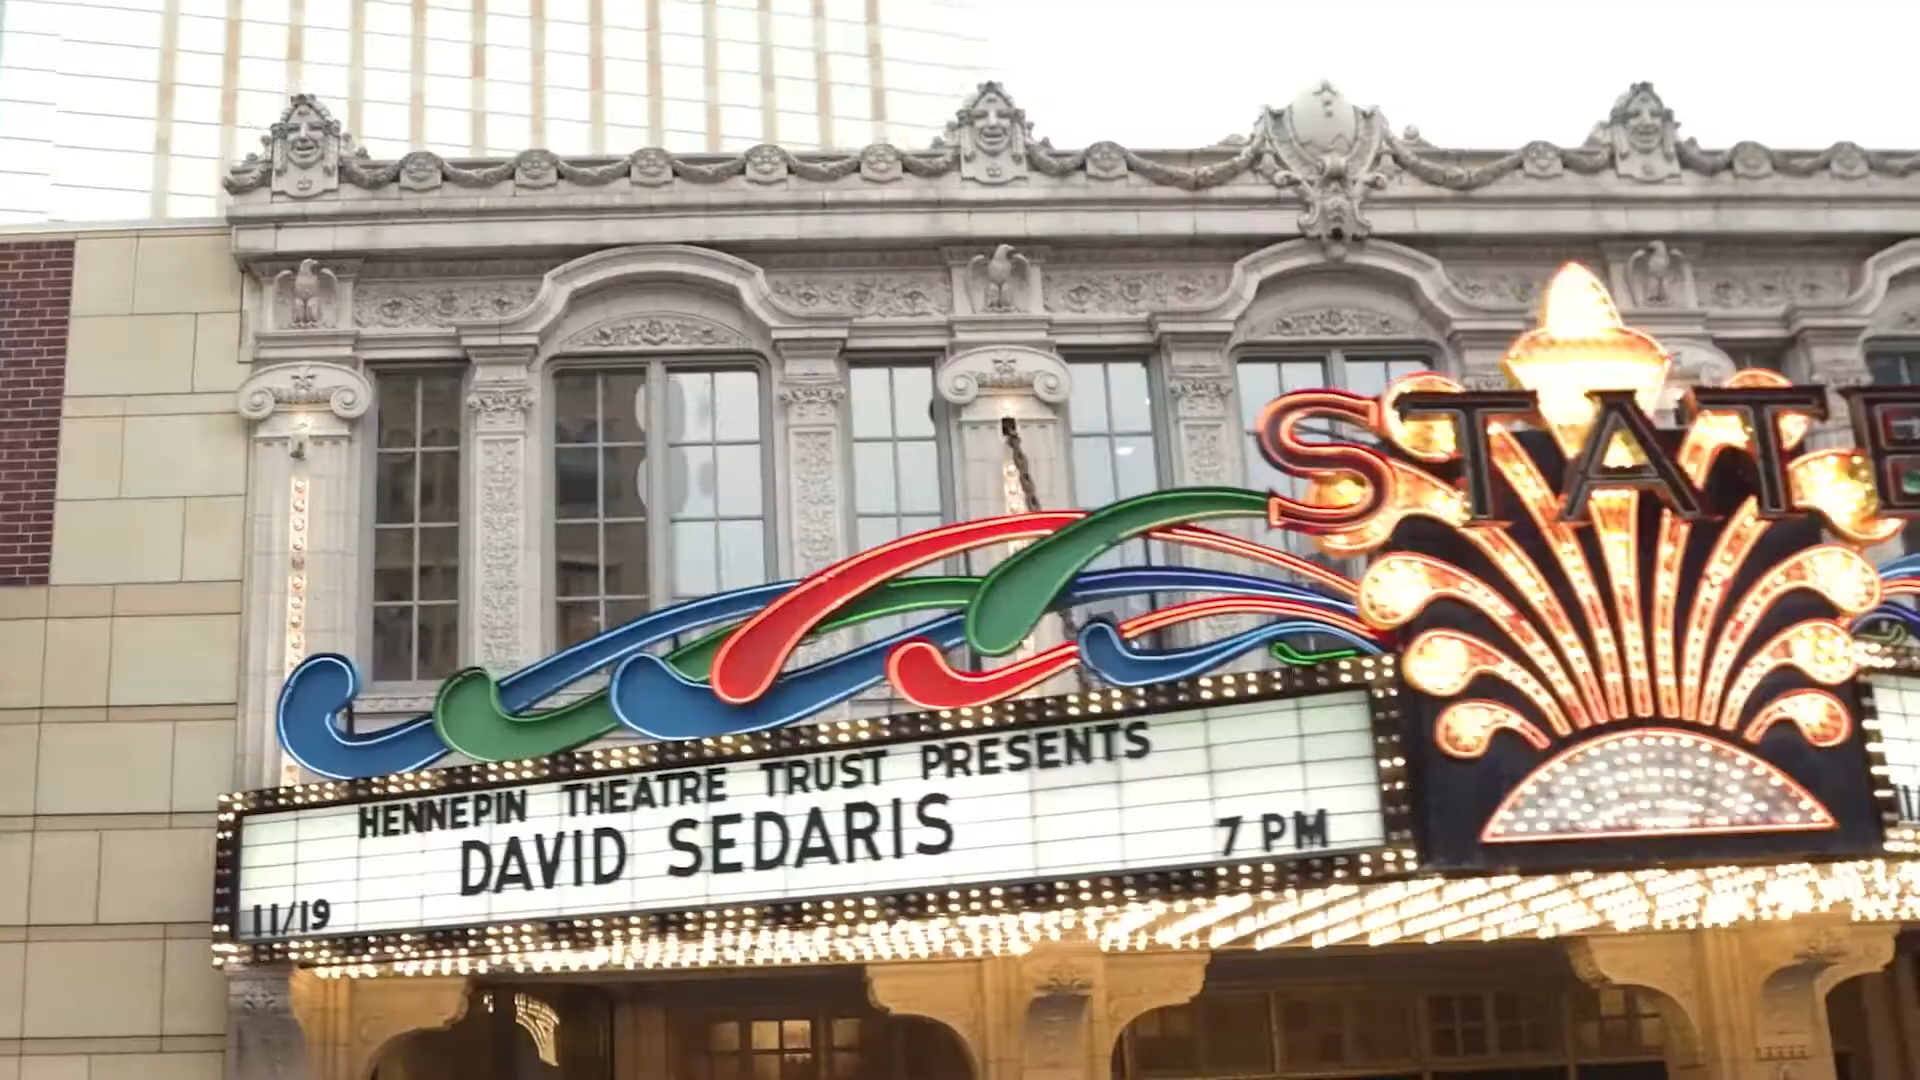 STATE
HENNEPIN THEATRE TRUST PRESENTS
DAVID SEDARIS
7 PM
11/19